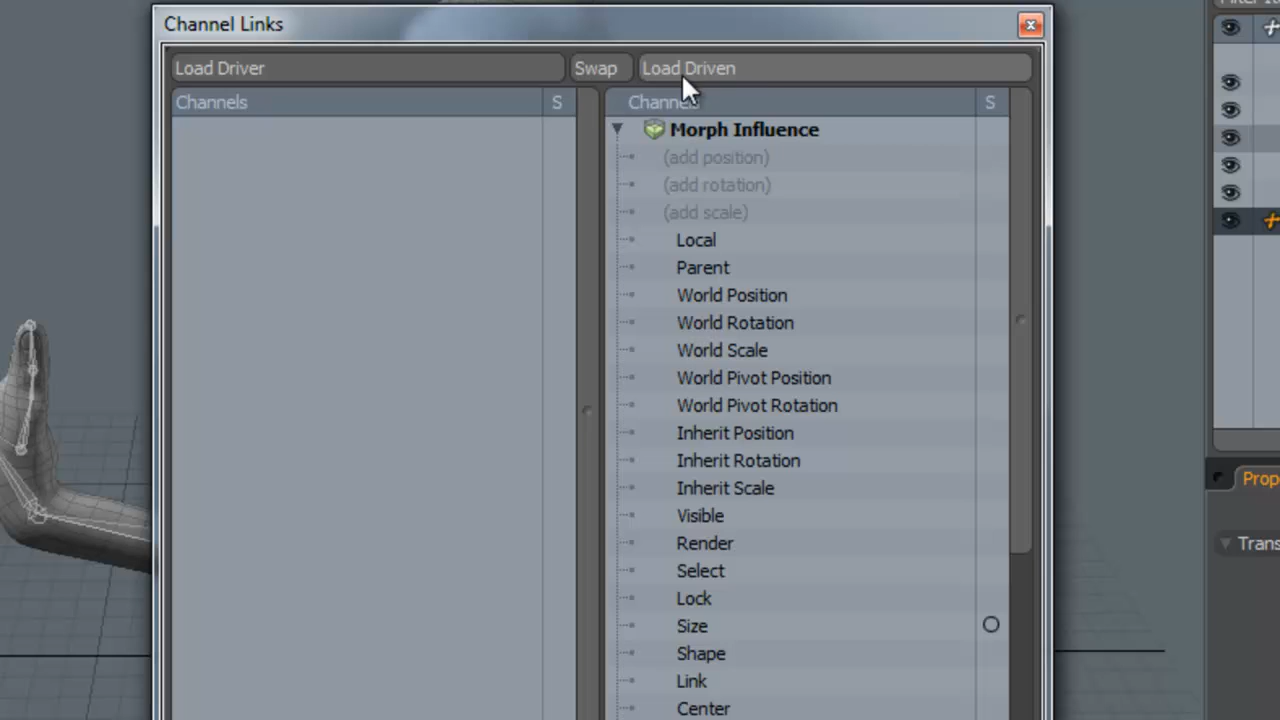 Channel Links
Load Driver
Swap
Load Driven
Channels
S
S
Morph Influence
(add position)
(add rotation)
(add scale)
Local
Parent
World Position
World Rotation
World Scale
World Pivot Position
World Pivot Rotation
Inherit Position
Inherit Rotation
Inherit Scale
Visible
Render
Select
Lock
Size
Shape
Link
Center
Prop
Trans